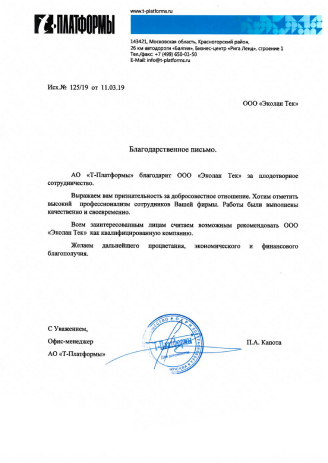 www.t-platforms.ru
Т-ПЛАТФОРМЫ
143421, Московская область, Красногорский район,
26 км автодороги «Балтия», Бизнес-центр «Рига Ленд», строение 1
Тел./факс: +7 (499) 650-01-50
E-Mail: info@t-platforms.ru
Исх.№ 125/19 от 11.03.19
ООО «Эколан Тек»
Благодарственное письмо.
АО «Т-Платформы» благодарит ООО «Эколан Тек» за плодотворное
сотрудничество.
Выражаем вам признательность за добросовестное отношение. Хотим отметить
высокий профессионализм сотрудников Вашей фирмы. Работы были выполнены
качественно и своевременно.
Всем заинтересованным лицам считаем возможным рекомендовать ООО
«Эколан Тек» как квалифицированную компанию.
Желаем дальнейшего процветания, экономического и финансового
благополучия.
С Уважением,
Офис-менеджер
П.А. Капота
АО «Т-Платформы»
Т-Платформы